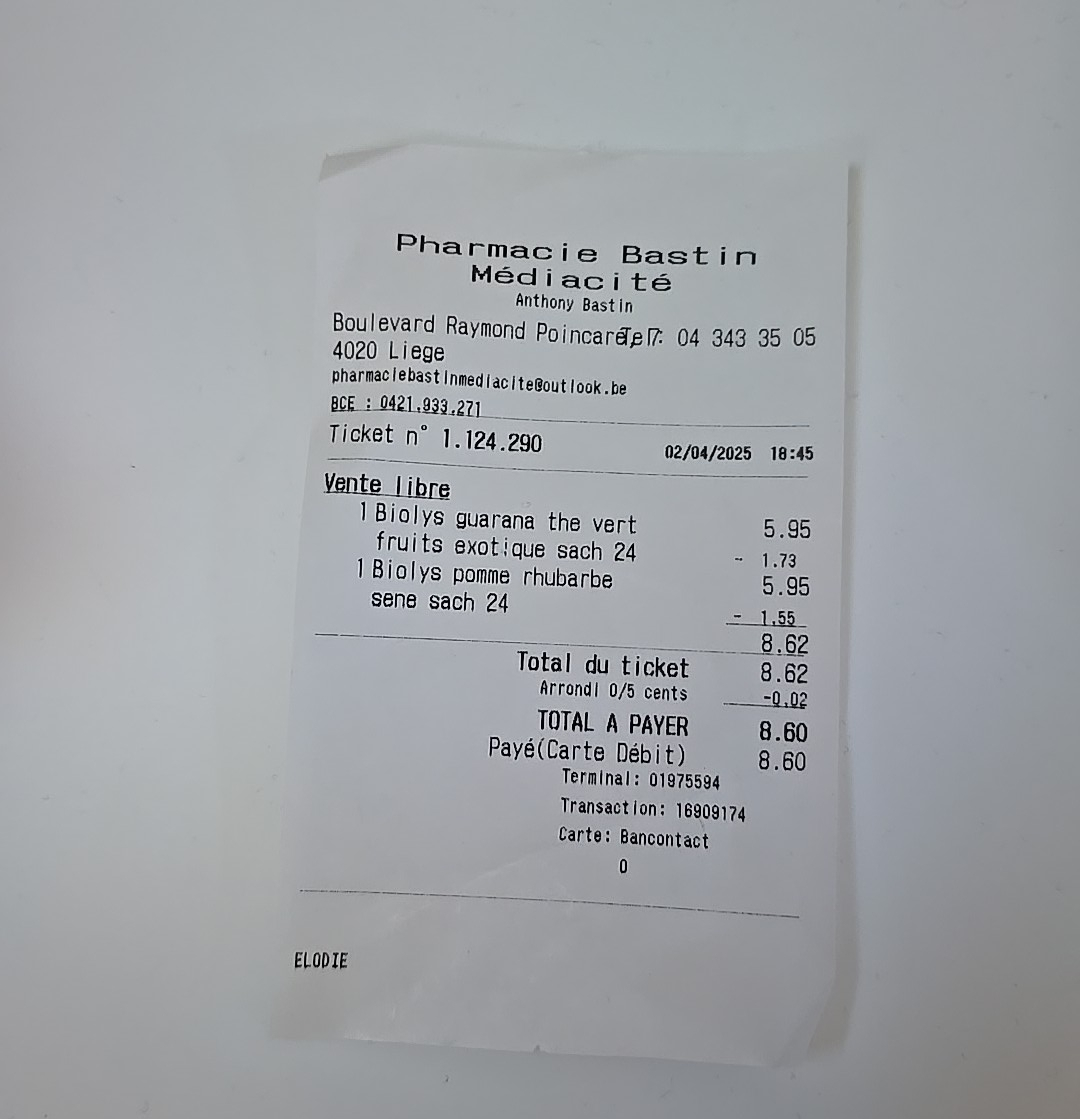 Pharmacie Bastin
Médiacité
Anthony Bastin
Boulevard Raymond Poincaré 7 Tel: 04 343 35 05
4020 Liege
pharmaciebastinmediacite@outlook.be
BCE : 0421.933.271
Ticket n° 1.124.290 02/04/2025 18:45
Vente libre
1 Biolys guarana the vert 5.95
fruits exotique sach 24 - 1.73
1 Biolys pomme rhubarbe 5.95
sene sach 24 - 1.55
8.62
Total du ticket 8.62
Arrondi 0/5 cents -0.02
TOTAL A PAYER 8.60
Payé(Carte Débit) 8.60
Terminal: 01975594
Transaction: 16909174
Carte: Bancontact
0
ELODIE